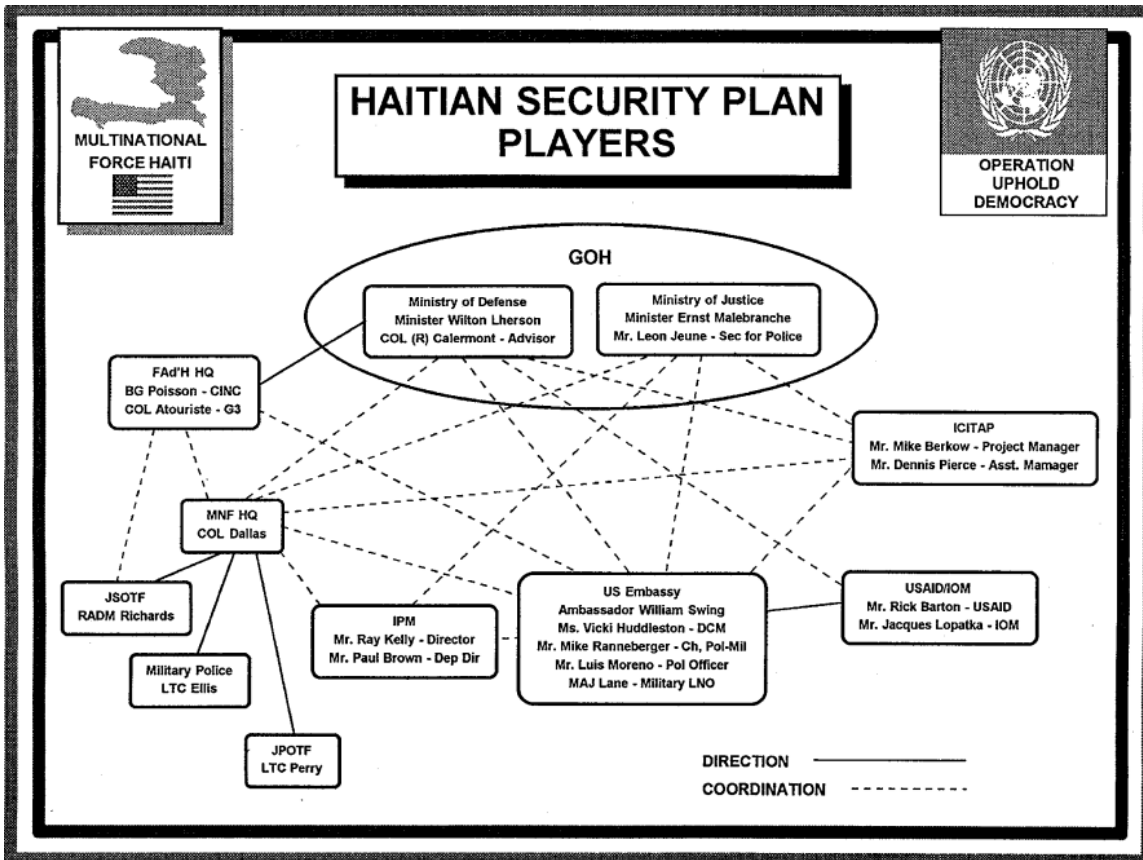 MULTINATIONAL
FORCE HAITI
HAITIAN SECURITY PLAN
PLAYERS
OPERATION
UPHOLD
DEMOCRACY
GOH
Ministry of Defense
Minister Wilton Lherson
COL (R) Calermont - Advisor
Ministry of Justice
Minister Ernst Malebranche
Mr. Leon Jeune - Sec for Police
FAd'H HQ
BG Poisson - CINC
COL Atouriste - G3
ICITAP
Mr. Mike Berkow - Project Manager
Mr. Dennis Pierce - Asst. Mamager
MNF HQ
COL Dallas
JSOTF
RADM Richards
IPM
Mr. Ray Kelly - Director
Mr. Paul Brown - Dep Dir
US Embassy
Ambassador William Swing
Ms. Vicki Huddleston - DCM
Mr. Mike Ranneberger - Ch, Pol-Mil
Mr. Luis Moreno - Pol Officer
MAJ Lane - Military LNO
USAID/IOM
Mr. Rick Barton - USAID
Mr. Jacques Lopatka - IOM
Military Police
LTC Ellis
JPOTF
LTC Perry
DIRECTION
COORDINATION